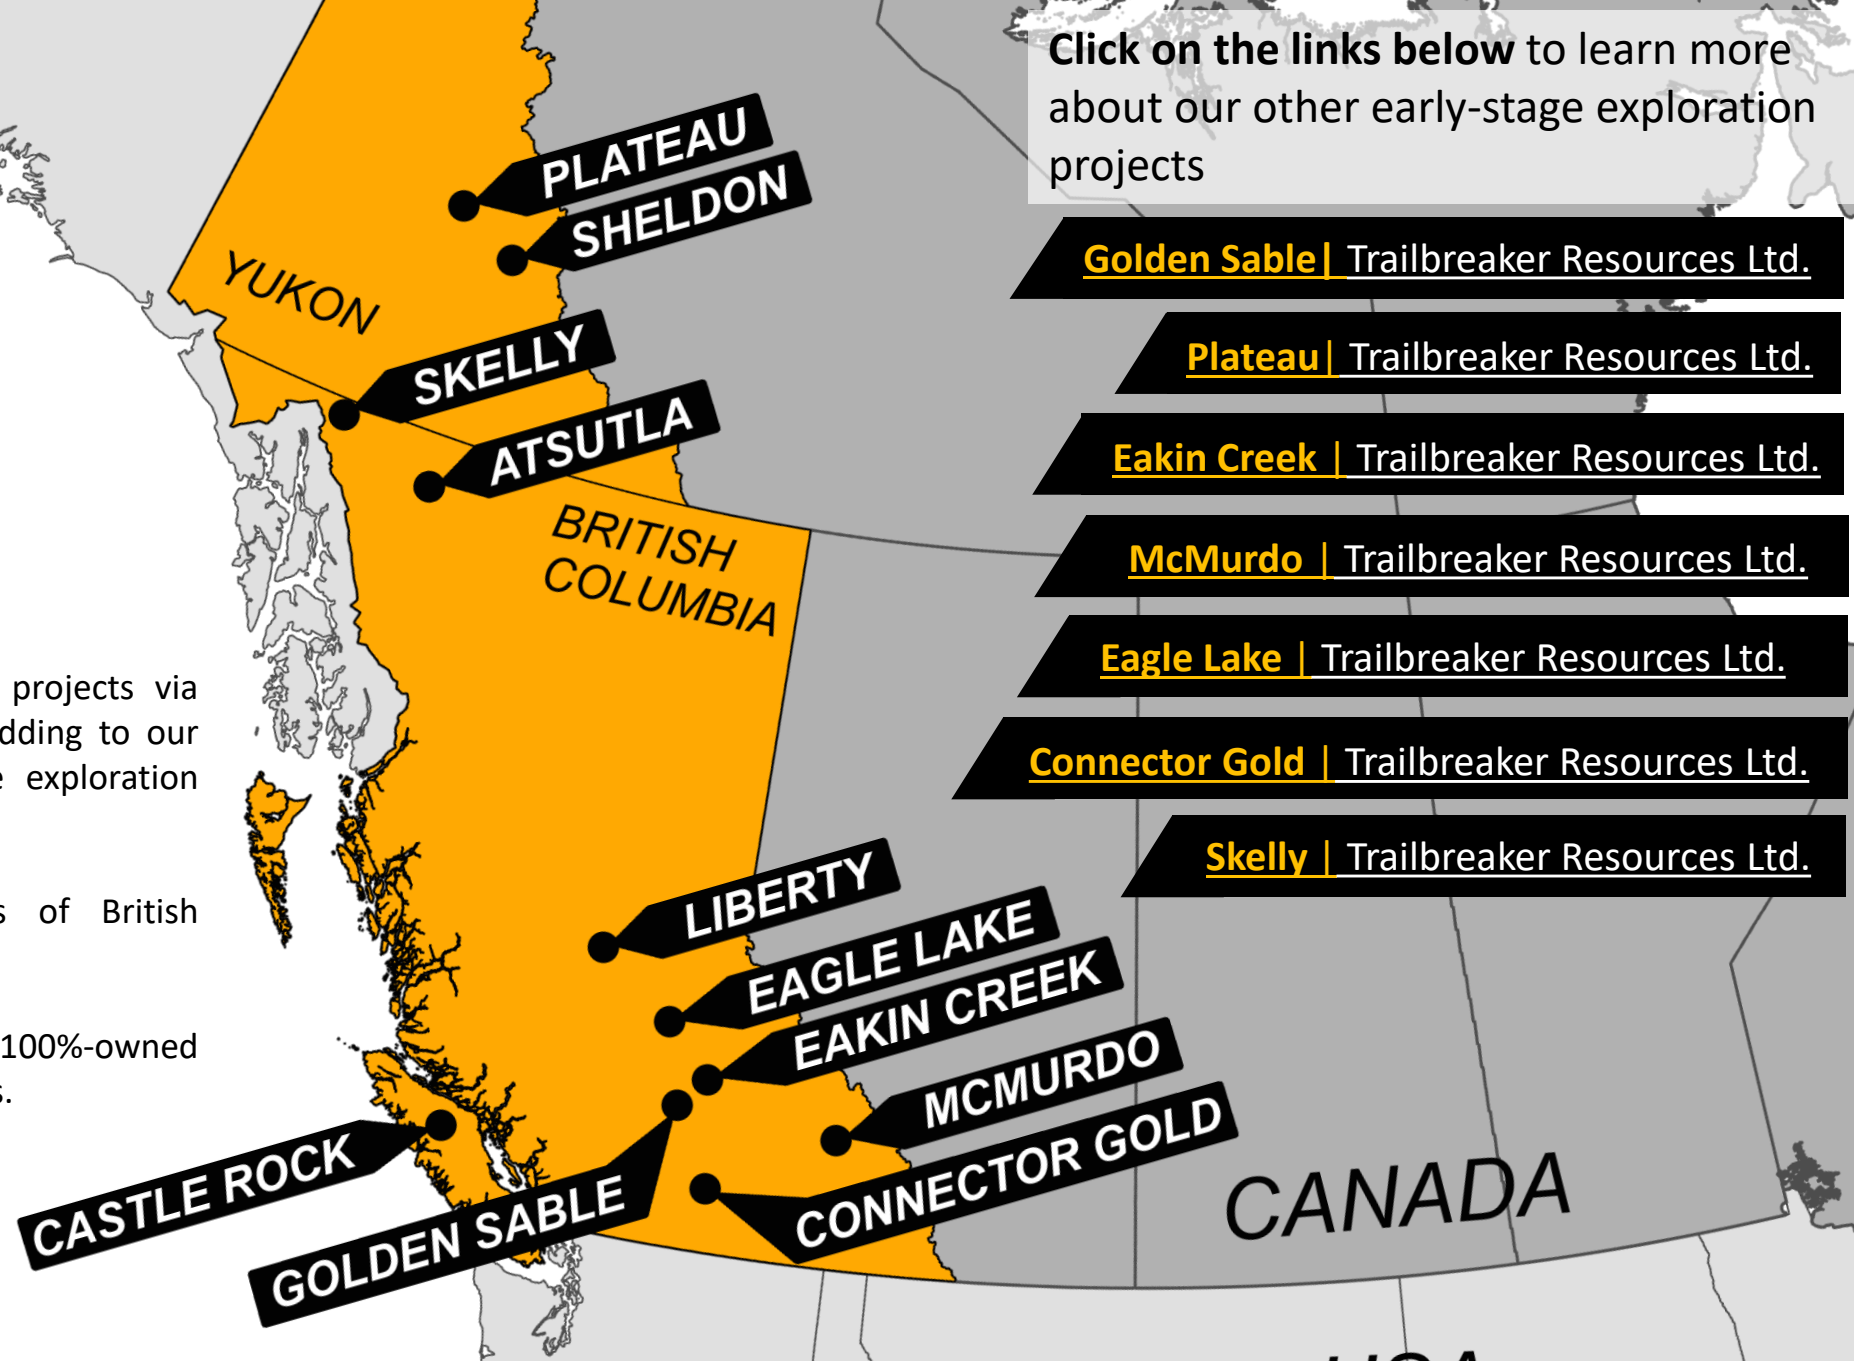 Click on the links below to learn more
about our other early-stage exploration
projects
PLATEAU
SHELDON
YUKON
SKELLY
ATSUTLA
BRITISH
COLUMBIA
Golden Sable| Trailbreaker Resources Ltd.
Plateau| Trailbreaker Resources Ltd.
Eakin Creek | Trailbreaker Resources Ltd.
McMurdo | Trailbreaker Resources Ltd.
Eagle Lake | Trailbreaker Resources Ltd.
Connector Gold | Trailbreaker Resources Ltd.
Skelly | Trailbreaker Resources Ltd.
projects via
dding to our
exploration
of British
100%-owned
LIBERTY
EAGLE LAKE
EAKIN CREEK
MCMURDO
CONNECTOR GOLD
CASTLE ROCK
GOLDEN SABLE
CANADA